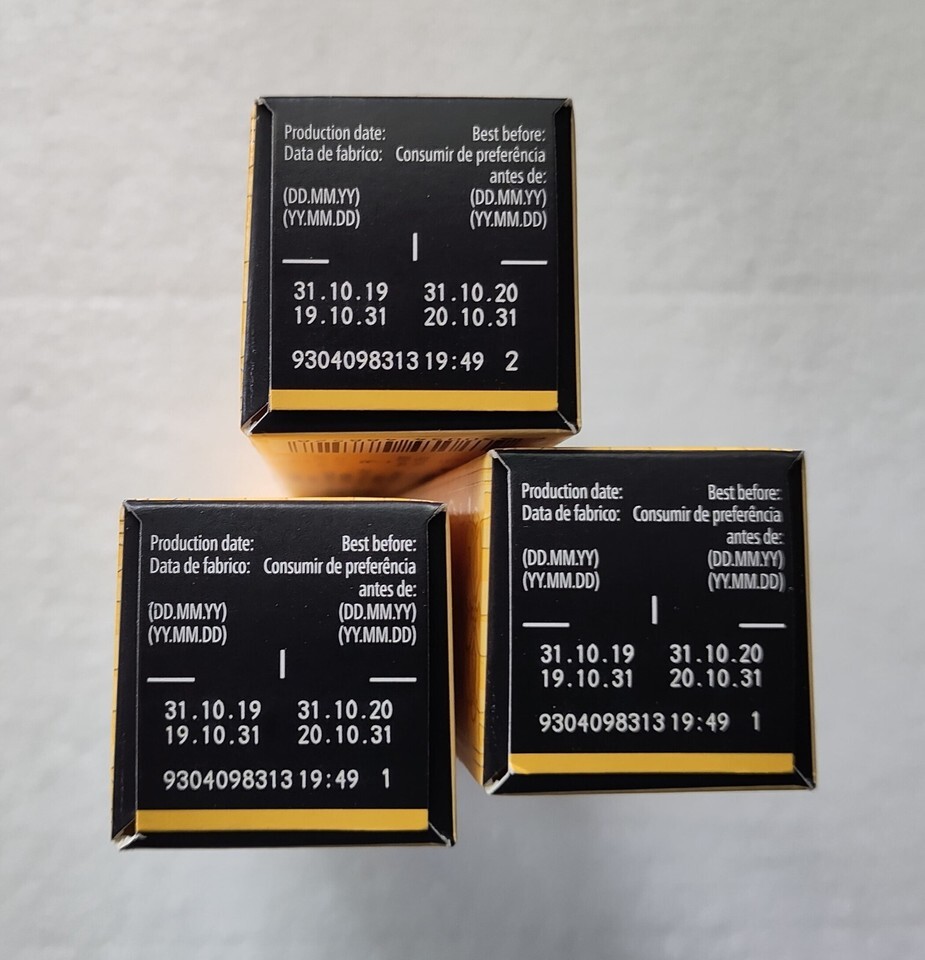 Production date: Best before:
Data de fabrico: Consumir de preferência
antes de:
(DD.MM.YY) (DD.MM.YY)
(YY.MM.DD) (YY.MM.DD)
31.10.19 31.10.20
19.10.31 20.10.31
9304098313 19:49 2
Production date: Best before:
Data de fabrico: Consumir de preferência
antes de:
(DD.MM.YY) (DD.MM.YY)
(YY.MM.DD) (YY.MM.DD)
31.10.19 31.10.20
19.10.31 20.10.31
9304098313 19:49 1
Production date: Best before:
Data de fabrico: Consumir de preferência
antes de:
(DD.MM.YY) (DD.MM.YY)
(YY.MM.DD) (YY.MM.DD)
31.10.19 31.10.20
19.10.31 20.10.31
9304098313 19:49 1